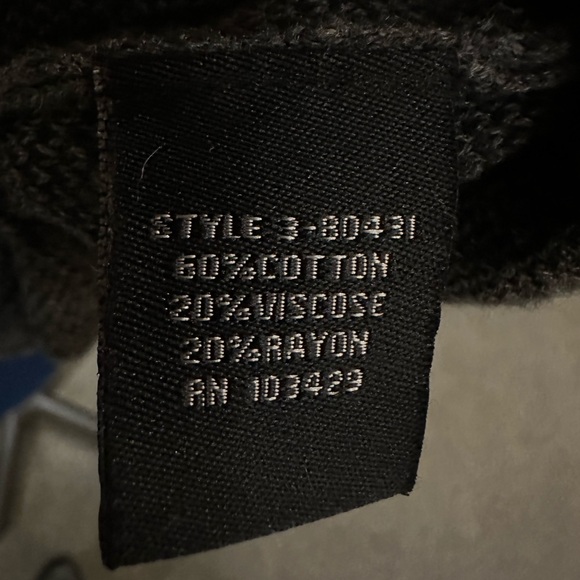 STYLE 3-80431
60%COTTON
20%VISCOSE
20%RAYON
RN 103429